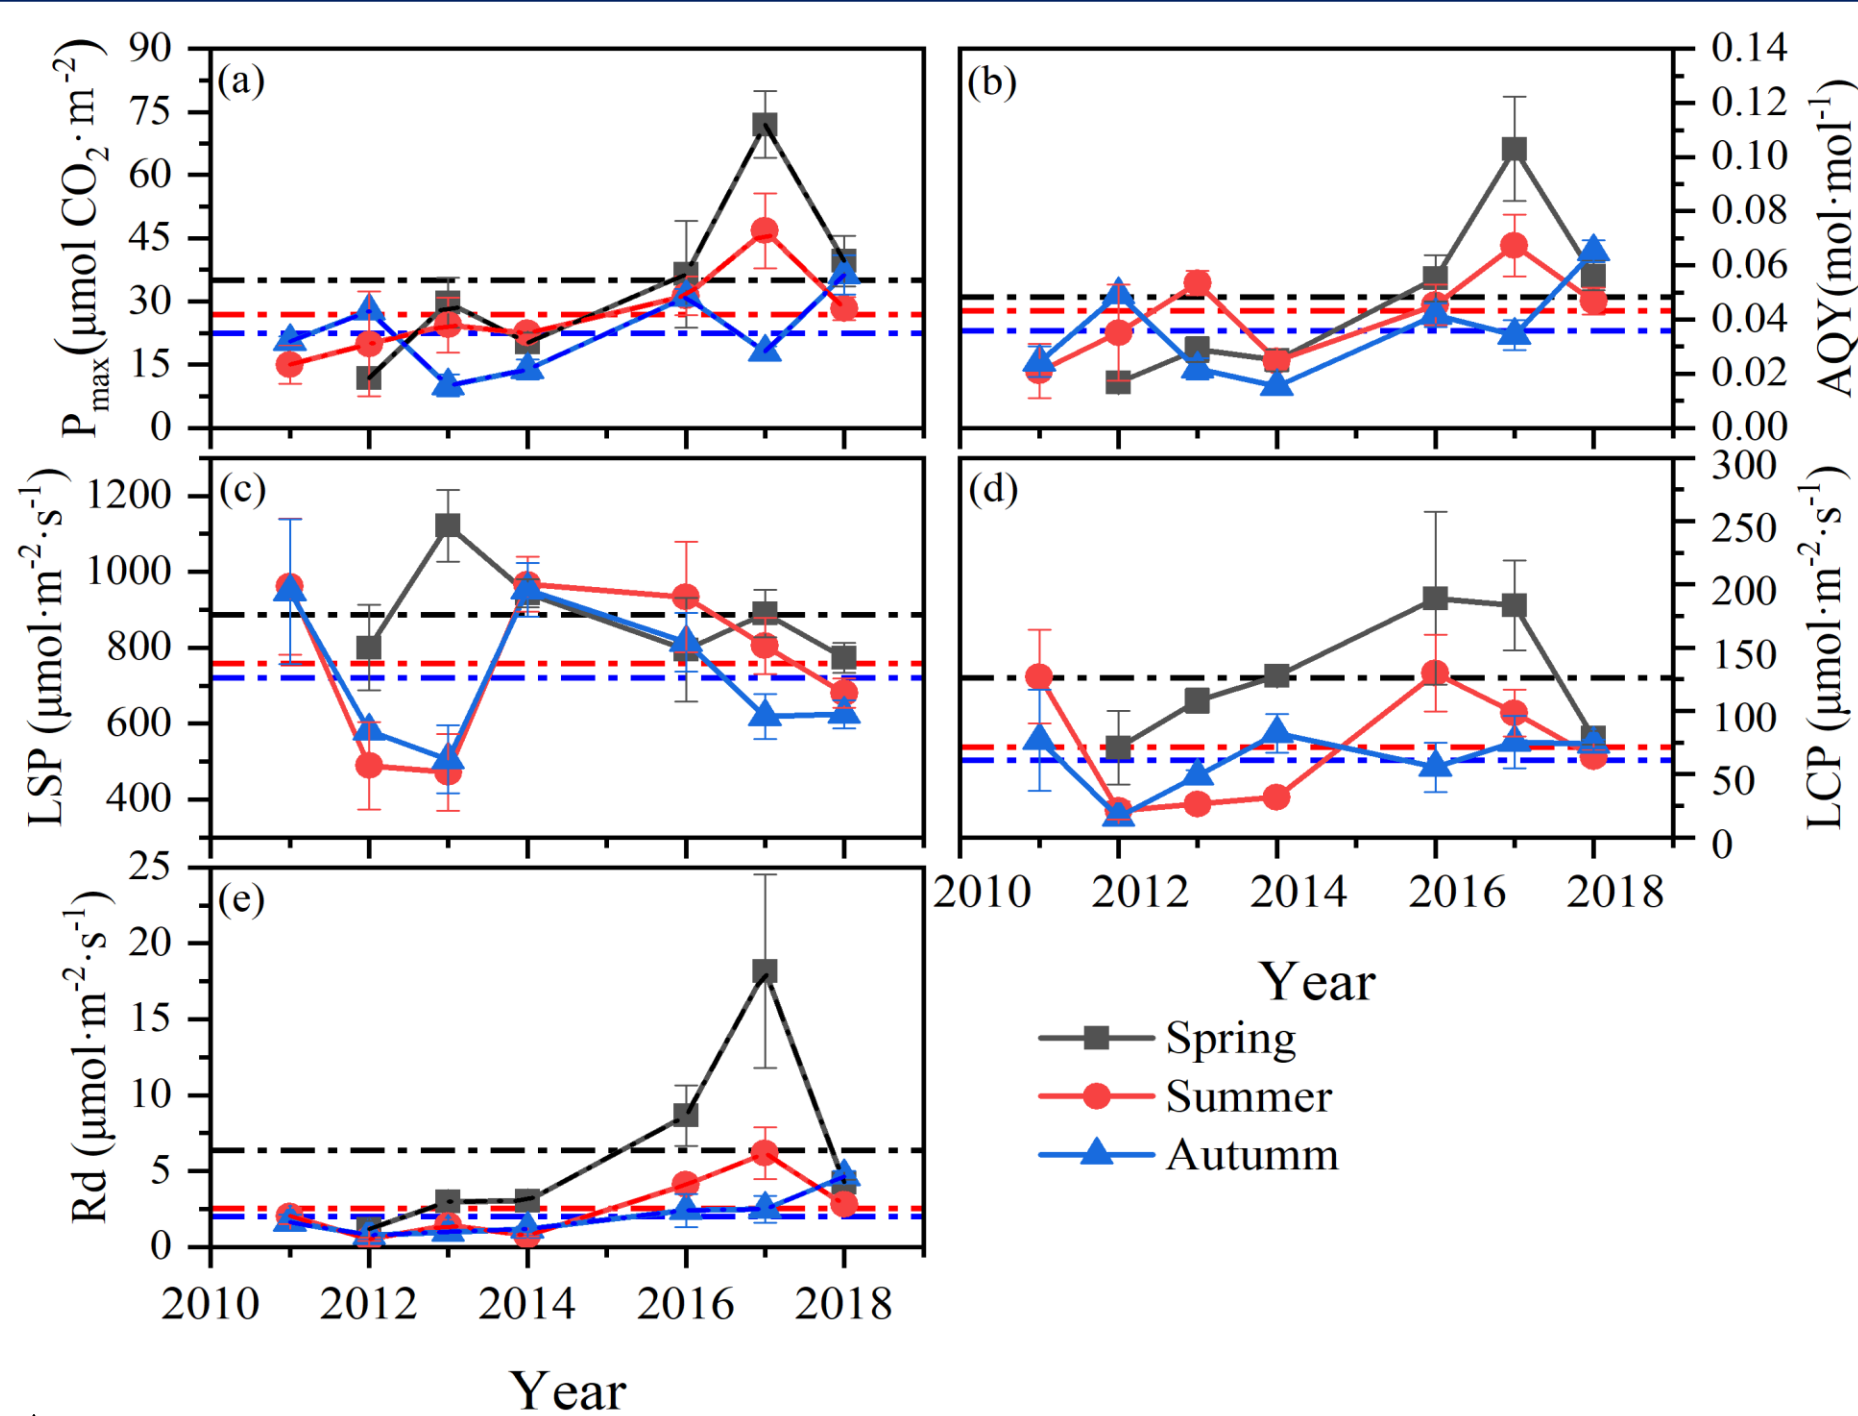 (a)
P_max (μmol CO₂·m⁻²)
90
75
60
45
30
15
0
(b)
AQY (mol·mol⁻¹)
0.14
0.12
0.10
0.08
0.06
0.04
0.02
0.00
(c)
LSP (μmol·m⁻²·s⁻¹)
1200
1000
800
600
400
(d)
LCP (μmol·m⁻²·s⁻¹)
300
250
200
150
100
50
0
2010 2012 2014 2016 2018
Year
(e)
Rd (μmol·m⁻²·s⁻¹)
25
20
15
10
5
0
2010 2012 2014 2016 2018
Year
Spring
Summer
Autumm